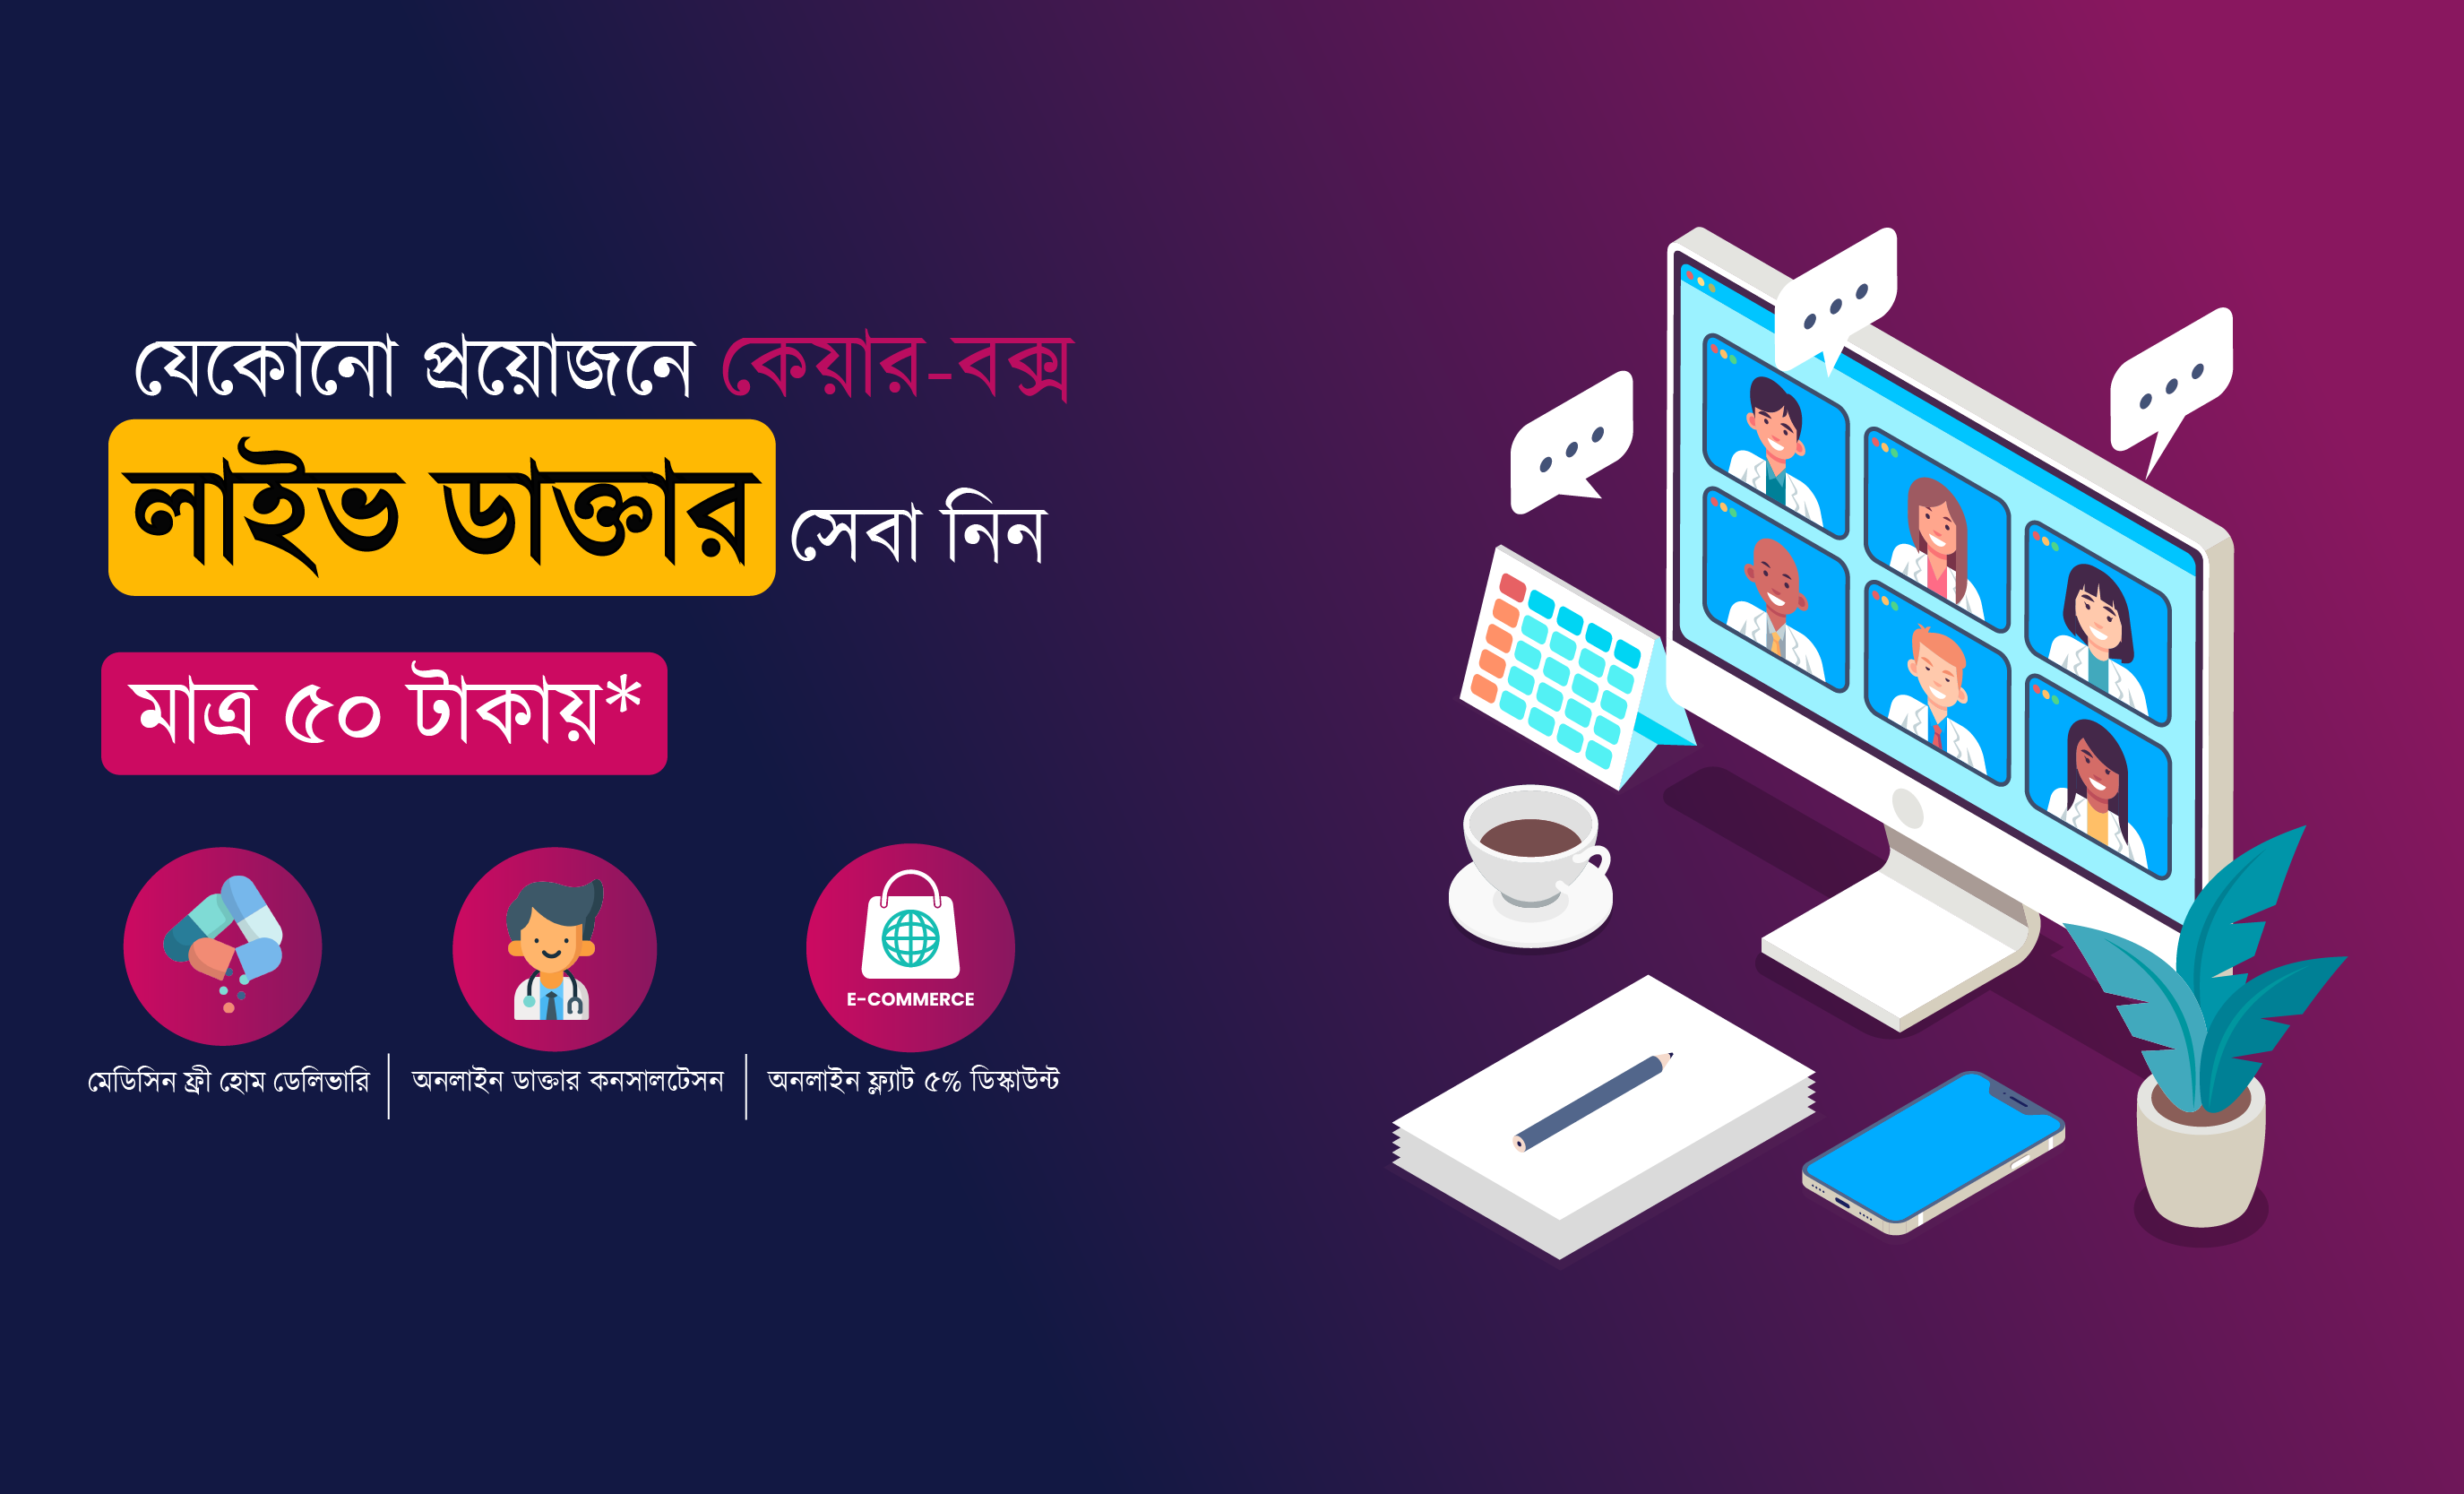 যেকোনো প্রয়োজনে কেয়ার-বক্স
লাইভ ডাক্তার সেবা নিন
মাত্র ৫০ টাকায়*
E-COMMERCE
মেডিসিন ফ্রী হোম ডেলিভারি
অনলাইন ডাক্তার কনসালটেসন
অনলাইন ফ্ল্যাট ৫% ডিস্কাউন্ট